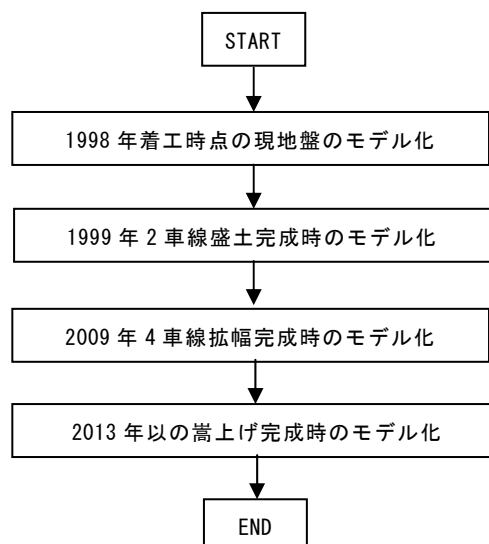 START
1998 年着工時点の現地盤のモデル化
1999 年 2 車線盛土完成時のモデル化
2009 年 4 車線拡幅完成時のモデル化
2013 年以の嵩上げ完成時のモデル化
END